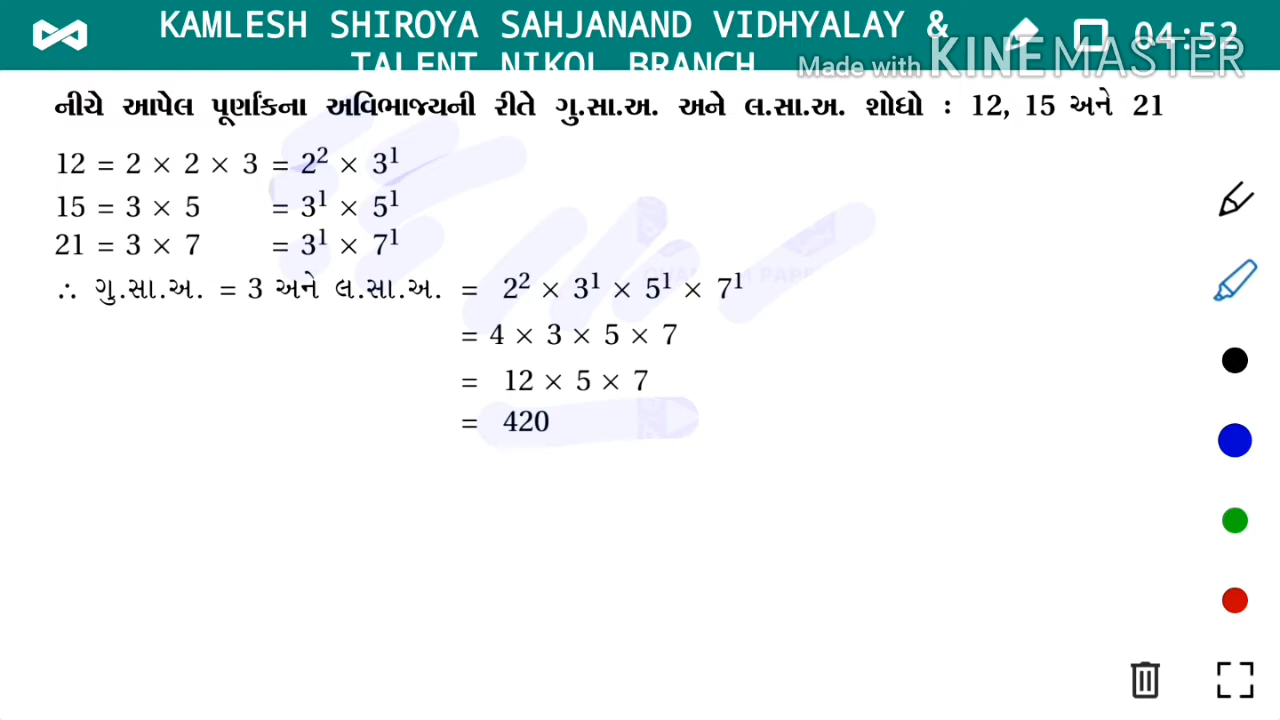 KAMLESH SHIROYA SAHJANAND VIDHYALAY &
TALENT NIKOL BRANCH
04:52
Made with KINEMASTER
નીચે આપેલ પૂર્ણાંકના અવિભાજ્યની રીતે ગુ.સા.અ. અને લ.સા.અ. શોધો : 12, 15 અને 21
12 = 2 × 2 × 3 = 2² × 3¹
15 = 3 × 5 = 3¹ × 5¹
21 = 3 × 7 = 3¹ × 7¹
∴ ગુ.સા.અ. = 3 અને લ.સા.અ. = 2² × 3¹ × 5¹ × 7¹
= 4 × 3 × 5 × 7
= 12 × 5 × 7
= 420